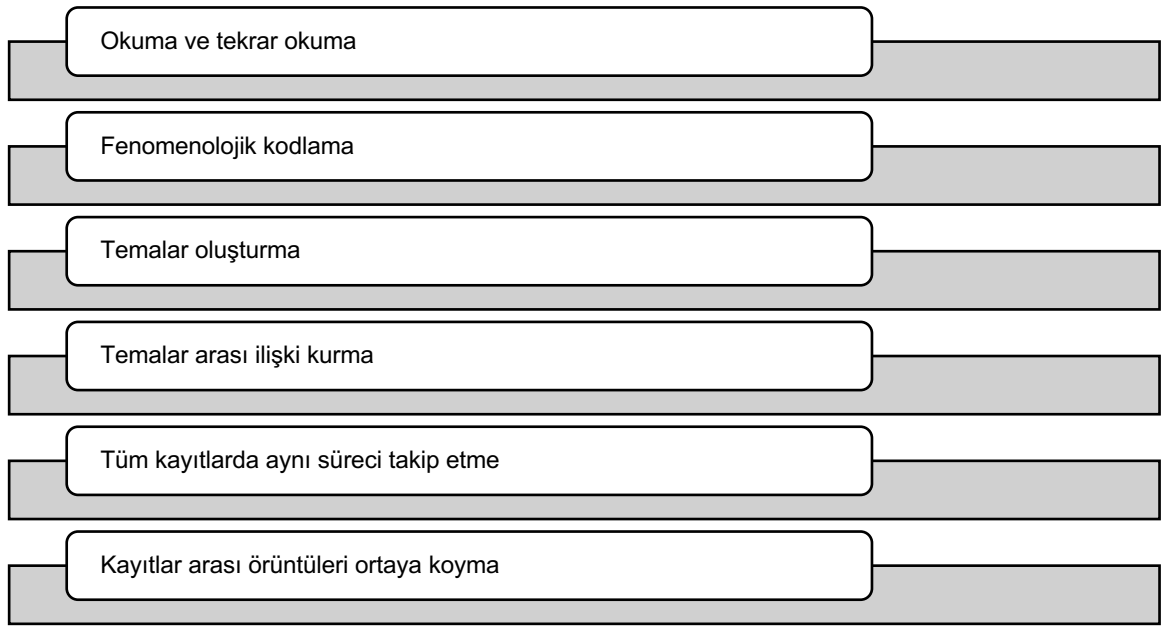 Okuma ve tekrar okuma
Fenomenolojik kodlama
Temalar oluşturma
Temalar arası ilişki kurma
Tüm kayıtlarda aynı süreci takip etme
Kayıtlar arası örüntüleri ortaya koyma